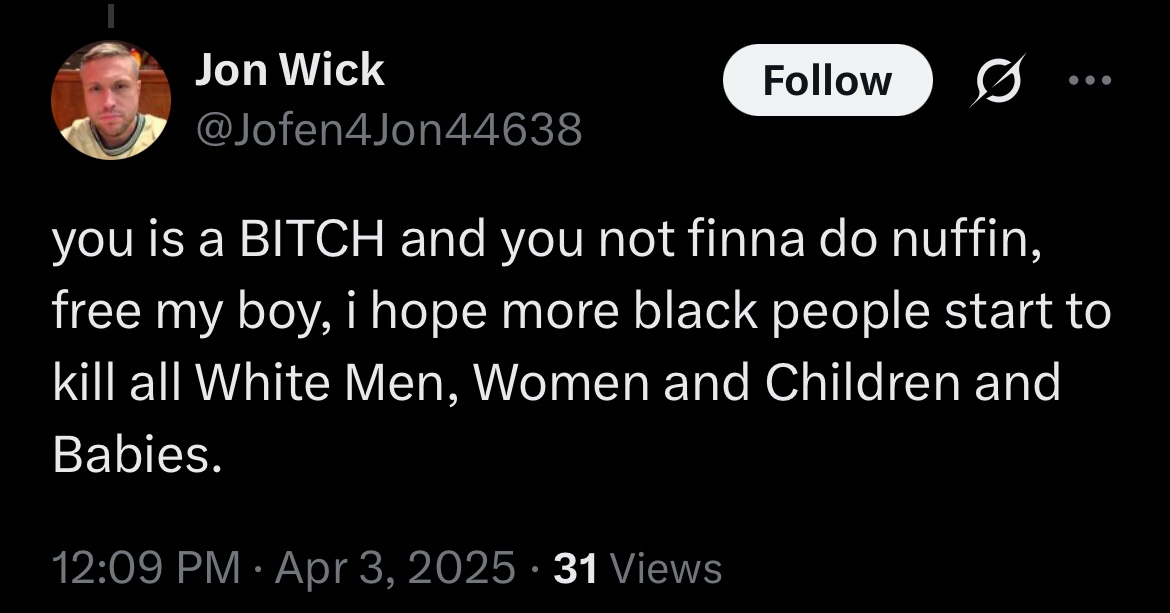 Jon Wick
Follow
@Jofen4Jon44638
you is a BITCH and you not finna do nuffin,
free my boy, i hope more black people start to
kill all White Men, Women and Children and
Babies.
12:09 PM · Apr 3, 2025 · 31 Views